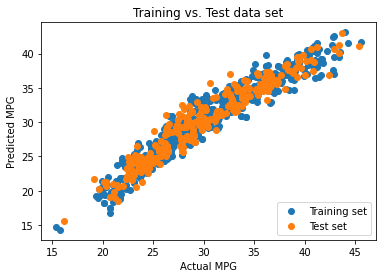 Training vs. Test data set
Predicted MPG
40
35
30
25
20
15
Training set
Test set
15 20 25 30 35 40 45
Actual MPG